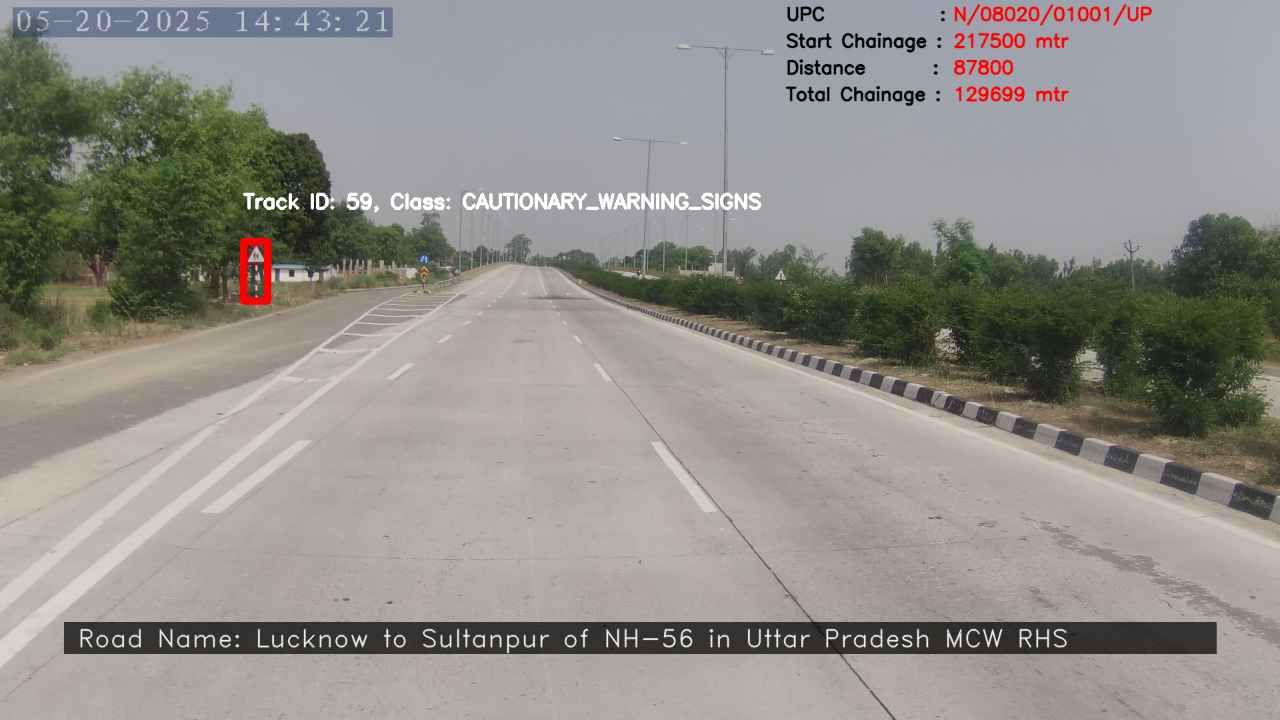 05-20-2025 14:43:21
UPC : N/08020/01001/UP
Start Chainage : 217500 mtr
Distance : 87800
Total Chainage : 129699 mtr
Track ID: 59, Class: CAUTIONARY_WARNING_SIGNS
Road Name: Lucknow to Sultanpur of NH-56 in Uttar Pradesh MCW RHS